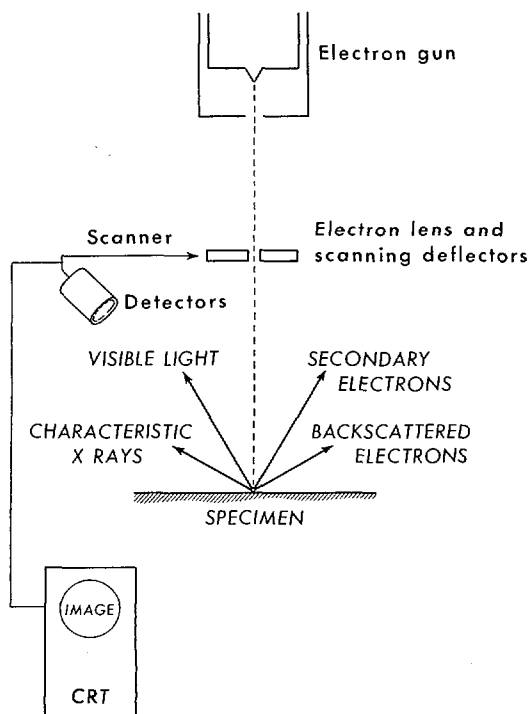 Electron gun
Scanner
Electron lens and
scanning deflectors
Detectors
VISIBLE LIGHT
SECONDARY
ELECTRONS
CHARACTERISTIC
X RAYS
BACKSCATTERED
ELECTRONS
SPECIMEN
IMAGE
CRT